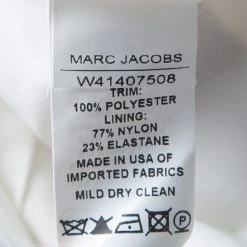 MARC JACOBS
W41407508
TRIM:
100% POLYESTER
LINING:
77% NYLON
23% ELASTANE
MADE IN USA OF
IMPORTED FABRICS
MILD DRY CLEAN